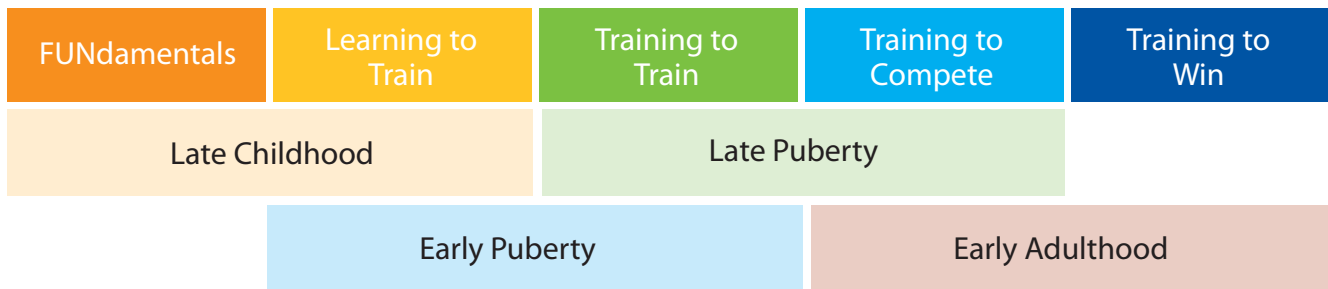 FUNdamentals
Learning to
Train
Training to
Train
Training to
Compete
Training to
Win
Late Childhood
Late Puberty
Early Puberty
Early Adulthood